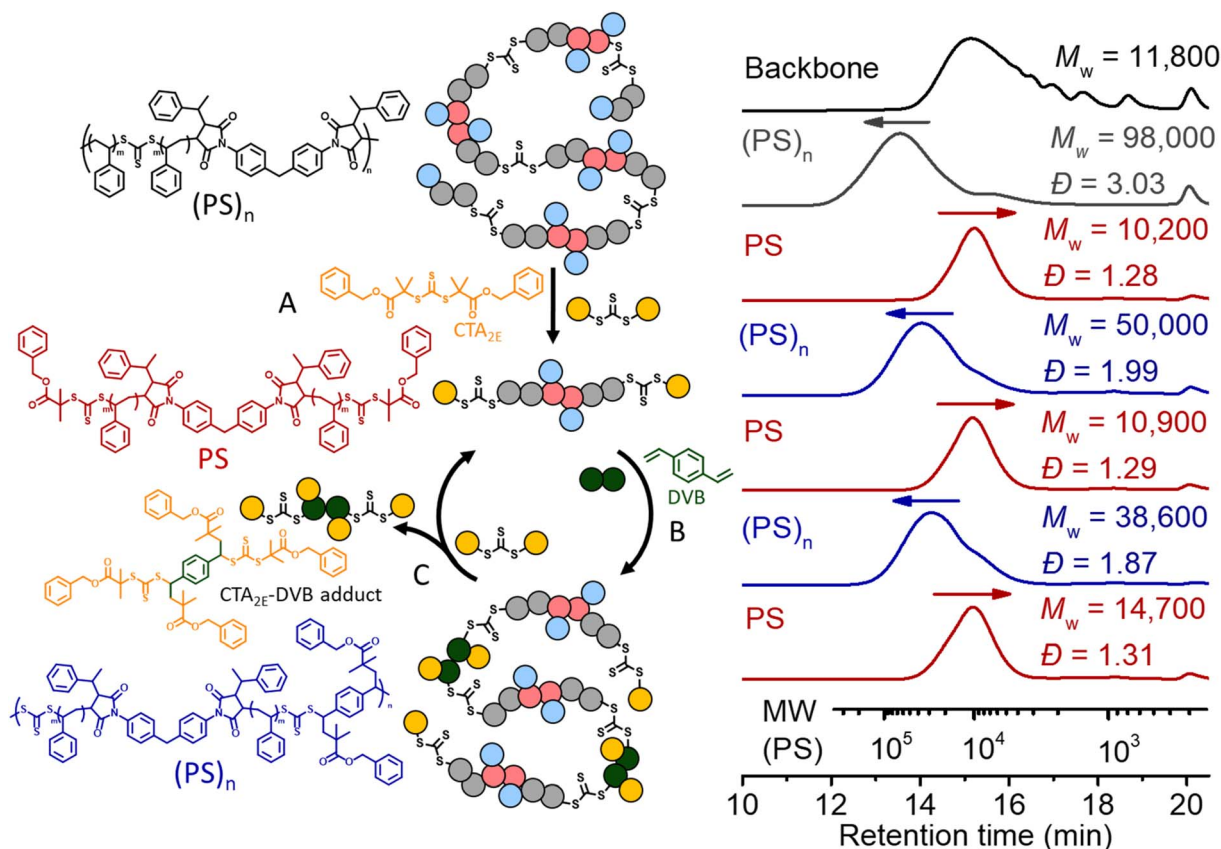 (PS)n
A
CTA2E
PS
DVB
B
C
CTA2E-DVB adduct
(PS)n
Backbone
Mw = 11,800
(PS)n
Mw = 98,000
Đ = 3.03
PS
Mw = 10,200
Đ = 1.28
(PS)n
Mw = 50,000
Đ = 1.99
PS
Mw = 10,900
Đ = 1.29
(PS)n
Mw = 38,600
Đ = 1.87
PS
Mw = 14,700
Đ = 1.31
MW
(PS)
10⁵ 10⁴ 10³
10 12 14 16 18 20
Retention time (min)